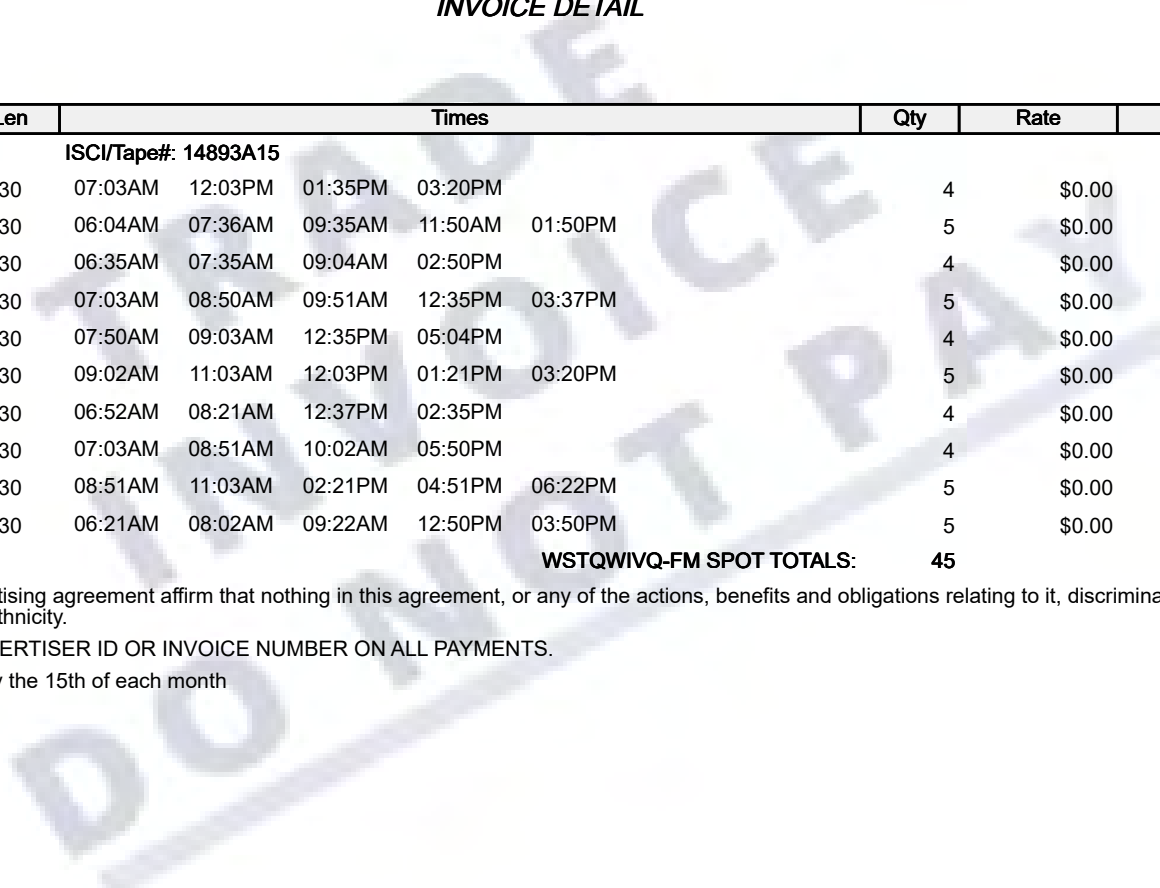 INVOICE DETAIL
Len Times Qty Rate
ISCI/Tape#: 14893A15
30 07:03AM 12:03PM 01:35PM 03:20PM 4 $0.00
30 06:04AM 07:36AM 09:35AM 11:50AM 01:50PM 5 $0.00
30 06:35AM 07:35AM 09:04AM 02:50PM 4 $0.00
30 07:03AM 08:50AM 09:51AM 12:35PM 03:37PM 5 $0.00
30 07:50AM 09:03AM 12:35PM 05:04PM 4 $0.00
30 09:02AM 11:03AM 12:03PM 01:21PM 03:20PM 5 $0.00
30 06:52AM 08:21AM 12:37PM 02:35PM 4 $0.00
30 07:03AM 08:51AM 10:02AM 05:50PM 4 $0.00
30 08:51AM 11:03AM 02:21PM 04:51PM 06:22PM 5 $0.00
30 06:21AM 08:02AM 09:22AM 12:50PM 03:50PM 5 $0.00
WSTQWIVQ-FM SPOT TOTALS: 45
tising agreement affirm that nothing in this agreement, or any of the actions, benefits and obligations relating to it, discrimina
thnicity.
ERTISER ID OR INVOICE NUMBER ON ALL PAYMENTS.
y the 15th of each month
TRADE
INVOICE
DO NOT PAY